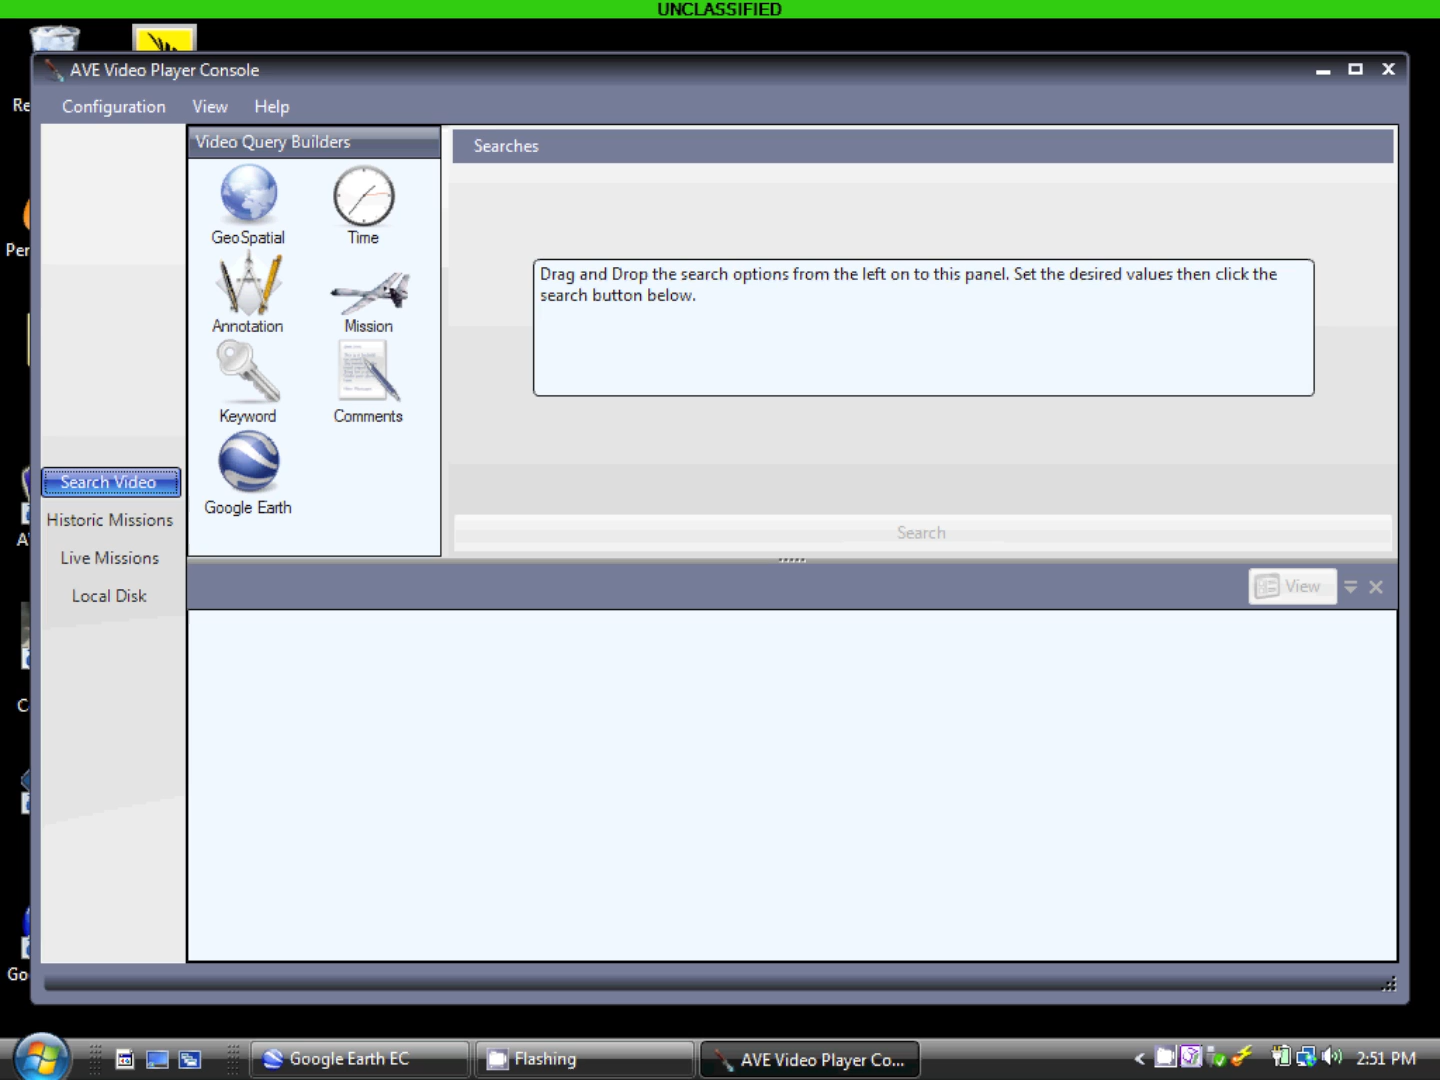 UNCLASSIFIED
AVE Video Player Console
Configuration View Help
Video Query Builders
Searches
GeoSpatial Time
Drag and Drop the search options from the left on to this panel. Set the desired values then click the
search button below.
Annotation Mission
Keyword Comments
Google Earth
Search
Search Video
Historic Missions
Live Missions
Local Disk
View
Re
Per
A
C
Go
Google Earth EC
Flashing
AVE Video Player Co...
2:51 PM